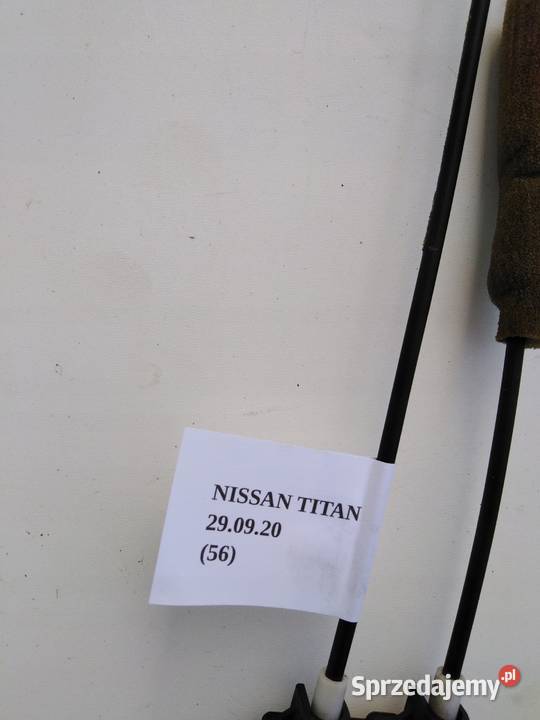 NISSAN TITAN
29.09.20
(56)
Sprzedajemy.pl